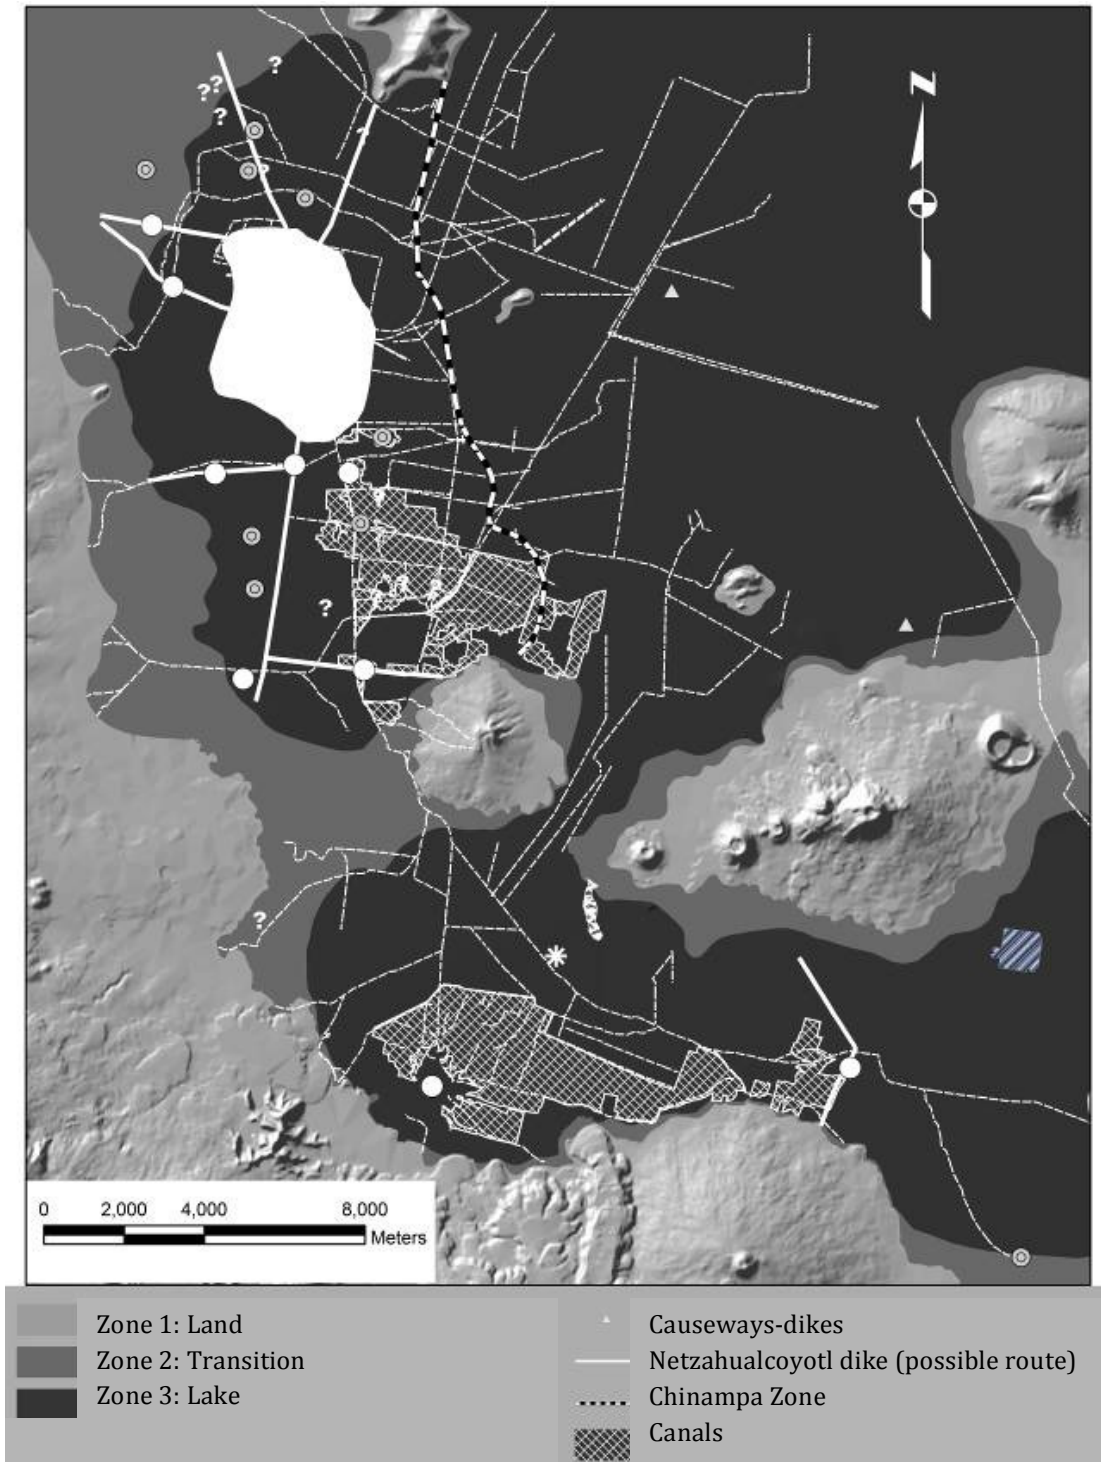 ?
??
?
?
?
N
?
?
?
?
?
?
0 2,000 4,000 8,000
Meters
Zone 1: Land
Zone 2: Transition
Zone 3: Lake
Causeways-dikes
Netzahualcoyotl dike (possible route)
Chinampa Zone
Canals